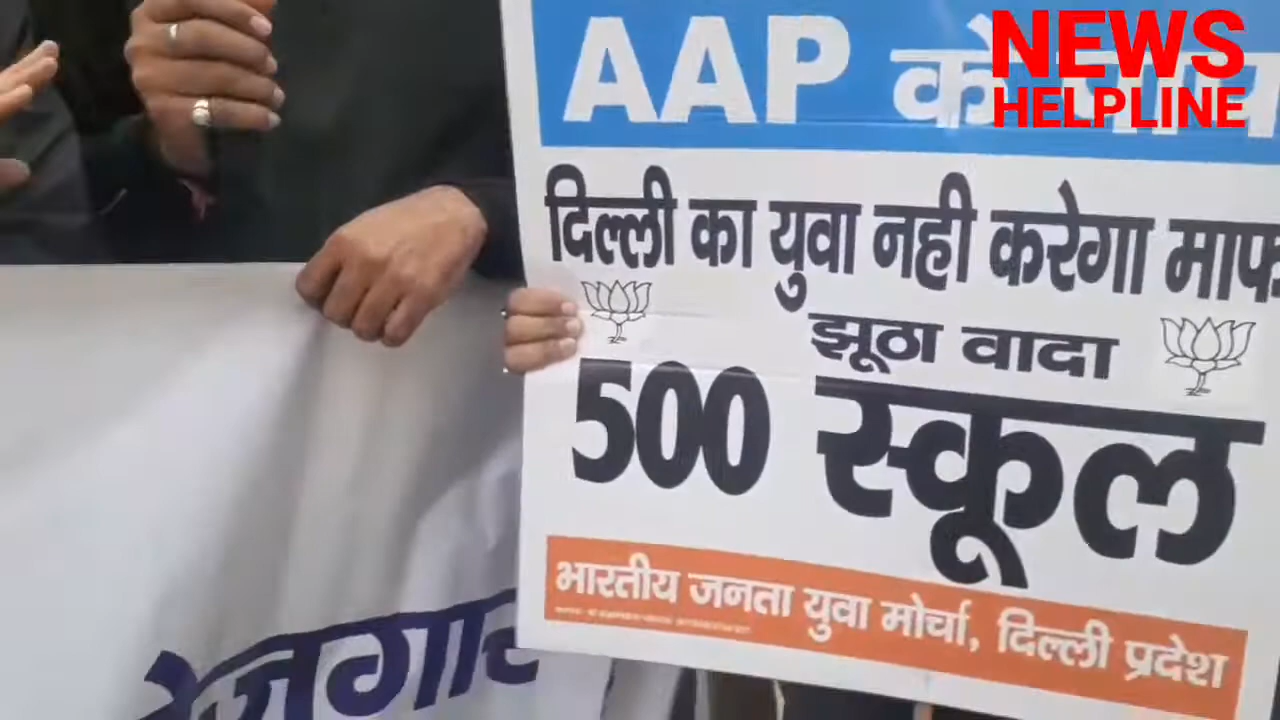 NEWS
HELPLINE
AAP के
दिल्ली का युवा नही करेगा माफ
झूठा वादा
500 स्कूल
भारतीय जनता युवा मोर्चा, दिल्ली प्रदेश